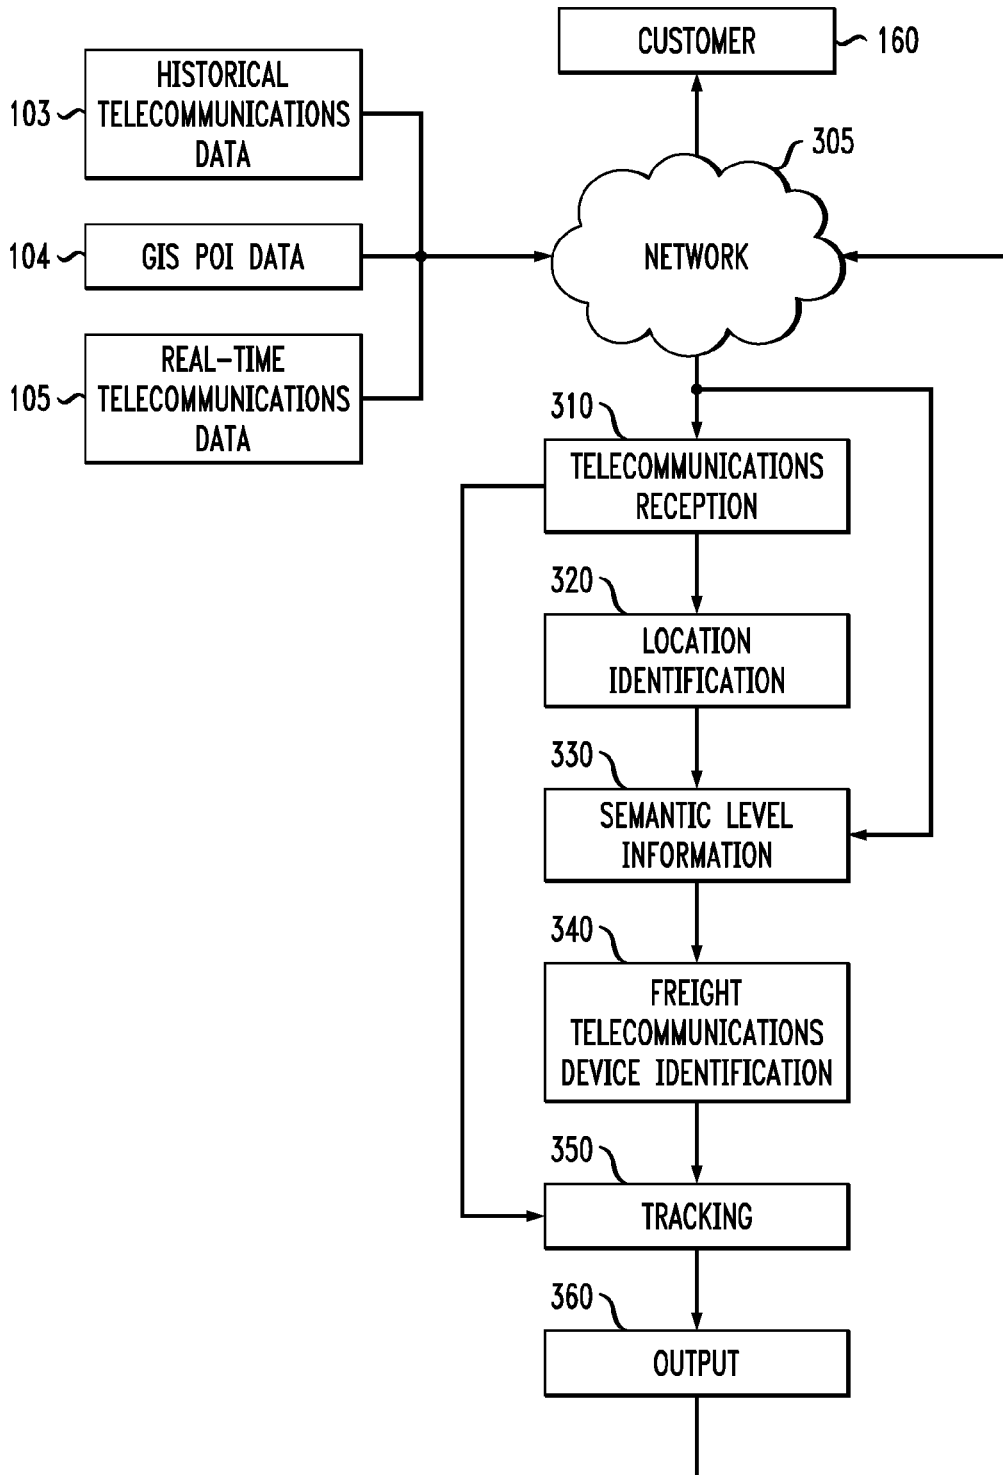 CUSTOMER
160
103
HISTORICAL
TELECOMMUNICATIONS
DATA
305
104
GIS POI DATA
NETWORK
105
REAL-TIME
TELECOMMUNICATIONS
DATA
310
TELECOMMUNICATIONS
RECEPTION
320
LOCATION
IDENTIFICATION
330
SEMANTIC LEVEL
INFORMATION
340
FREIGHT
TELECOMMUNICATIONS
DEVICE IDENTIFICATION
350
TRACKING
360
OUTPUT